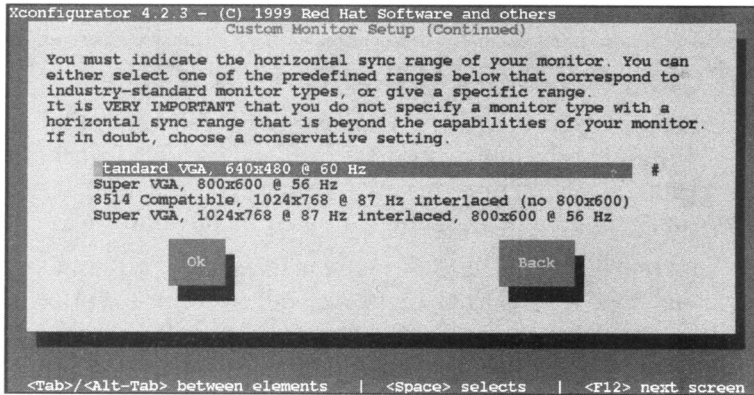 Xconfigurator 4.2.3 - (C) 1999 Red Hat Software and others
Custom Monitor Setup (Continued)
You must indicate the horizontal sync range of your monitor. You can
either select one of the predefined ranges below that correspond to
industry-standard monitor types, or give a specific range.
It is VERY IMPORTANT that you do not specify a monitor type with a
horizontal sync range that is beyond the capabilities of your monitor.
If in doubt, choose a conservative setting.
tandard VGA, 640x480 @ 60 Hz #
Super VGA, 800x600 @ 56 Hz
8514 Compatible, 1024x768 @ 87 Hz interlaced (no 800x600)
Super VGA, 1024x768 @ 87 Hz interlaced, 800x600 @ 56 Hz
Ok Back
<Tab>/<Alt-Tab> between elements | <Space> selects | <F12> next screen